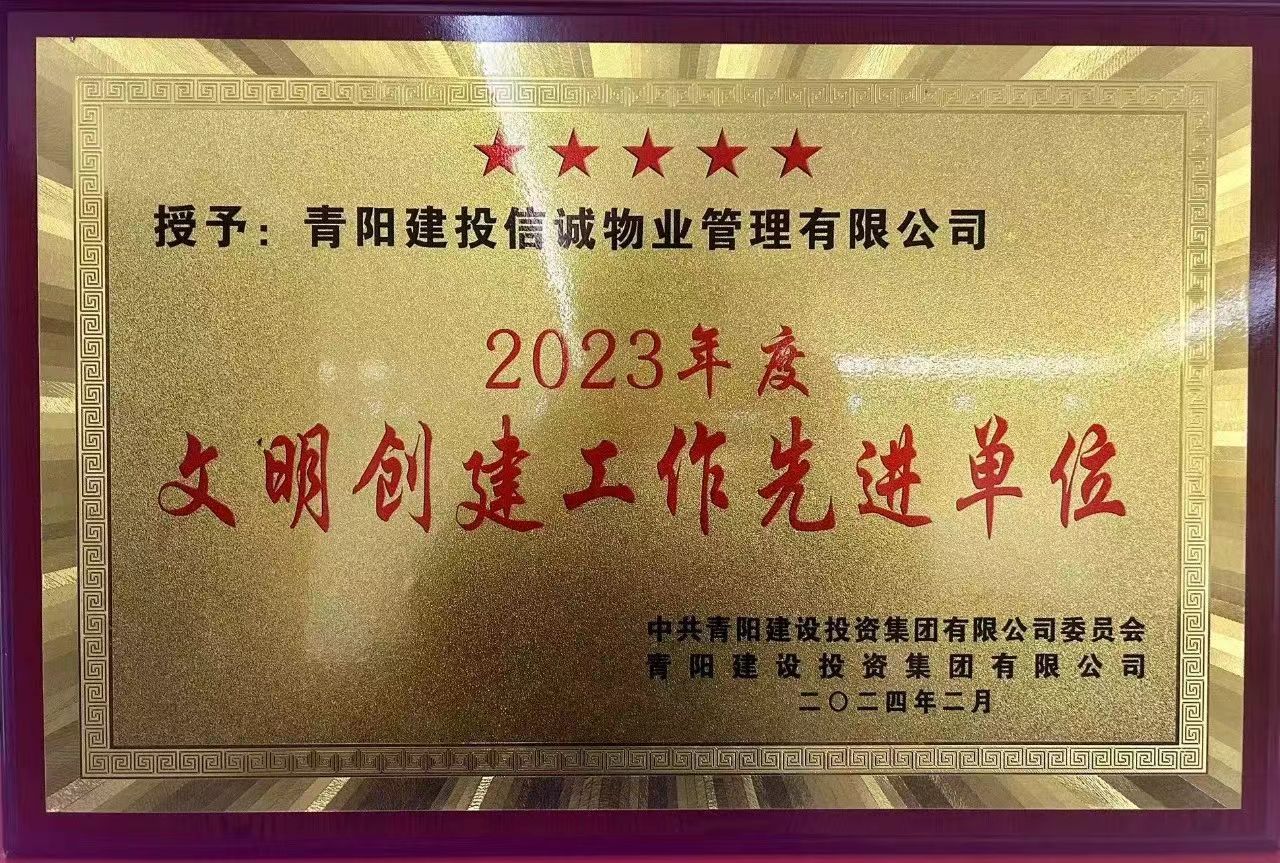 授予：青阳建投信诚物业管理有限公司
2023年度
文明创建工作先进单位
中共青阳建设投资集团有限公司委员会
青阳建设投资集团有限公司
二〇二四年二月